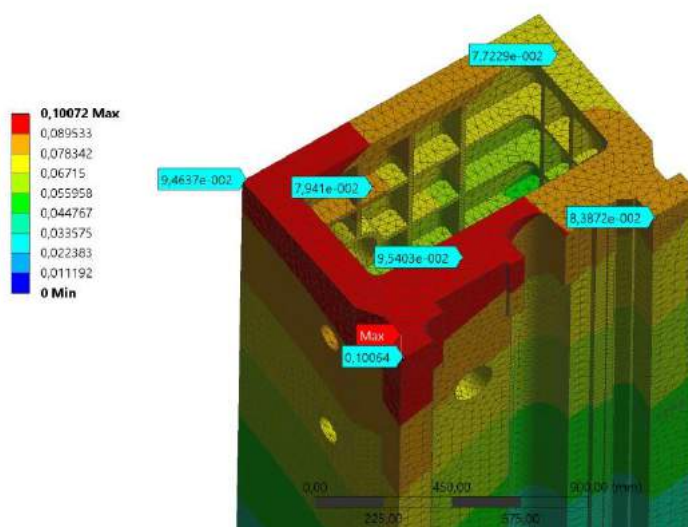 7,7229e-002
0,10072 Max
0,089533
0,078342
0,06715
0,055958
0,044767
0,033575
0,022383
0,011192
0 Min
9,4637e-002
7,941e-002
8,3872e-002
9,5403e-002
Max
0,10064
0,00
450,00
900,00 (mm)
225,00
675,00